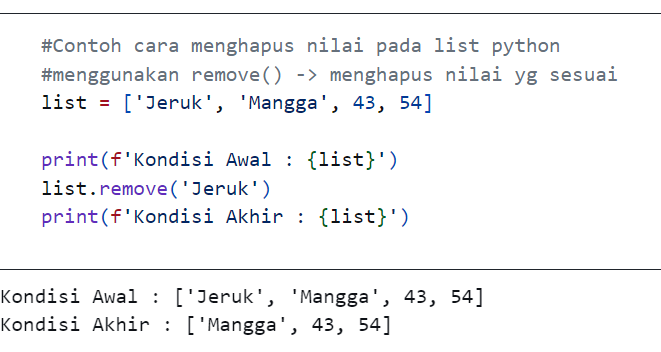 #Contoh cara menghapus nilai pada list python
#menggunakan remove() -> menghapus nilai yg sesuai
list = ['Jeruk', 'Mangga', 43, 54]
print(f'Kondisi Awal : {list}')
list.remove('Jeruk')
print(f'Kondisi Akhir : {list}')
Kondisi Awal : ['Jeruk', 'Mangga', 43, 54]
Kondisi Akhir : ['Mangga', 43, 54]